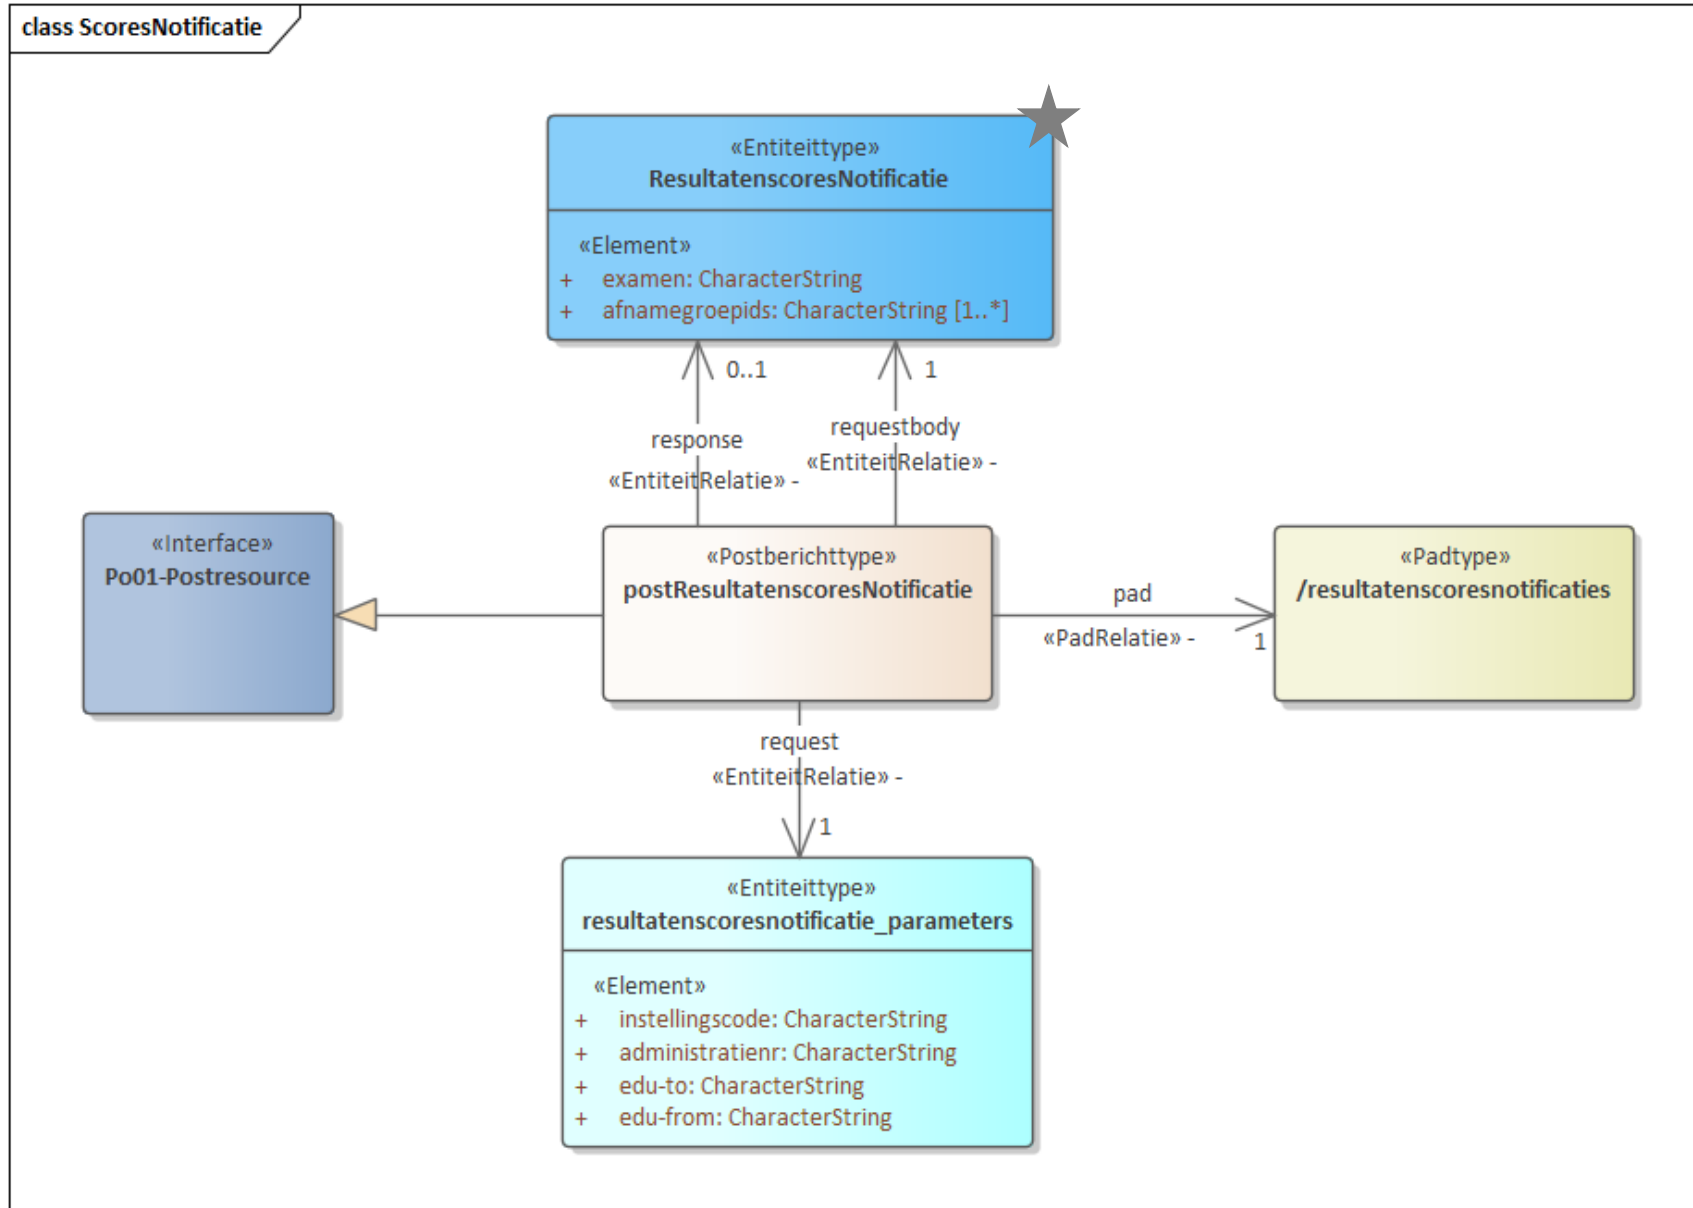 class ScoresNotificatie
«Entiteittype»
ResultatenscoresNotificatie
«Element»
+ examen: CharacterString
+ afnamegroepids: CharacterString [1..*]
0..1
1
response
«EntiteitRelatie» -
requestbody
«EntiteitRelatie» -
«Interface»
Po01-Postresource
«Postberichttype»
postResultatenscoresNotificatie
pad
«PadRelatie» -
1
«Padtype»
/resultatenscoresnotificaties
request
«EntiteitRelatie» -
1
«Entiteittype»
resultatenscoresnotificatie_parameters
«Element»
+ instellingscode: CharacterString
+ administratienr: CharacterString
+ edu-to: CharacterString
+ edu-from: CharacterString